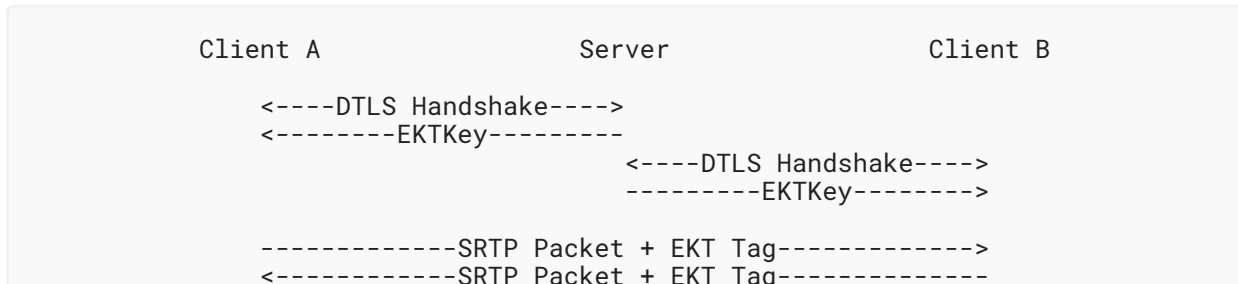 Client A Server Client B
<----DTLS Handshake---->
<--------EKTKey---------
<----DTLS Handshake---->
---------EKTKey-------->
-------------SRTP Packet + EKT Tag------------->
<------------SRTP Packet + EKT Tag--------------